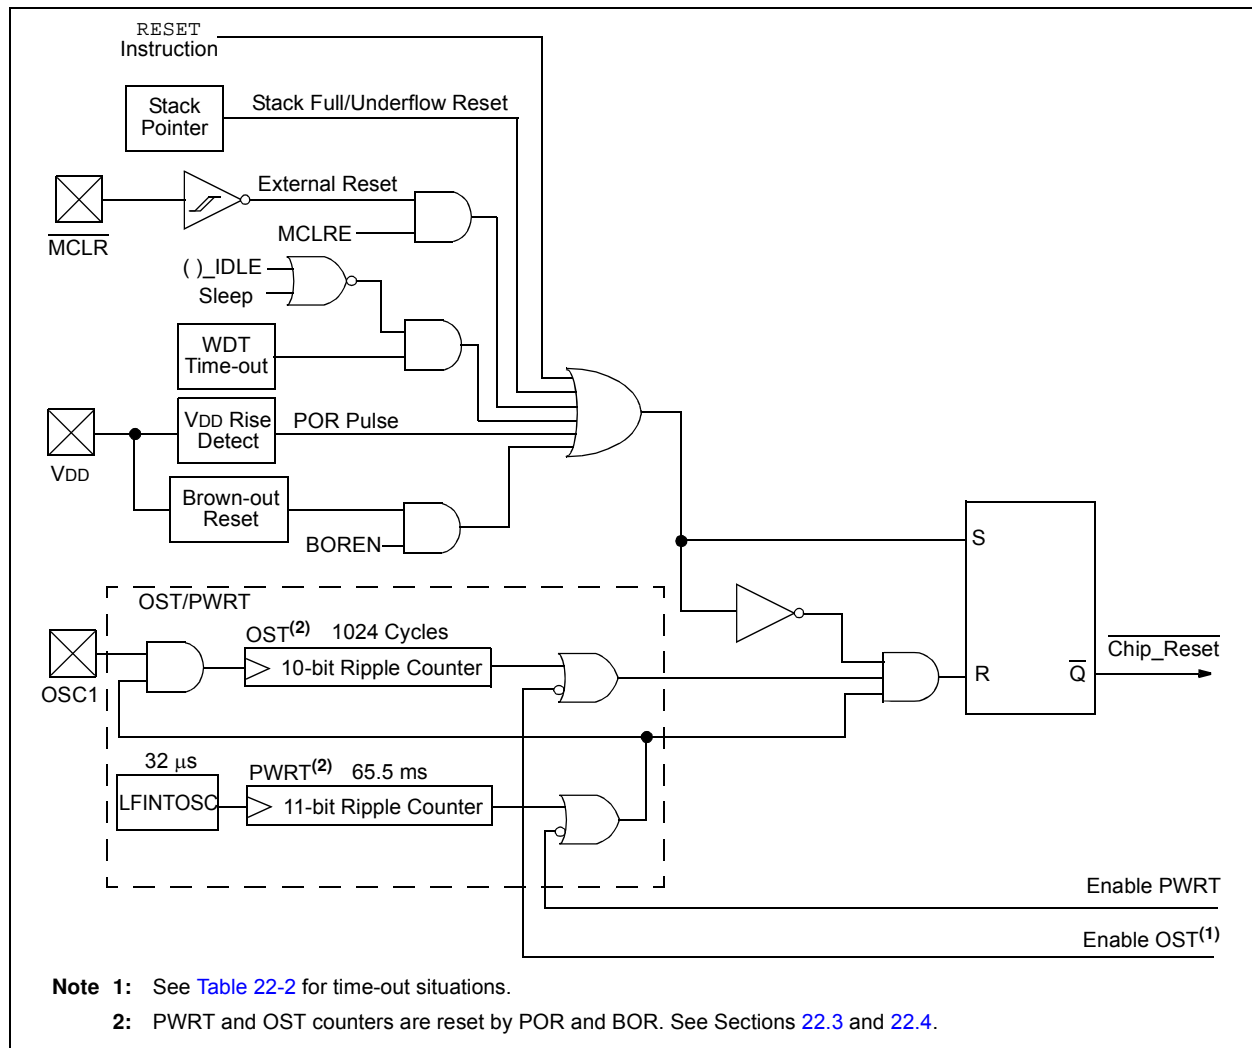 RESET
Instruction
Stack
Pointer
Stack Full/Underflow Reset
External Reset
MCLR
MCLRE
( )_IDLE
Sleep
WDT
Time-out
VDD Rise
Detect
POR Pulse
VDD
Brown-out
Reset
BOREN
S
OST/PWRT
OST(2) 1024 Cycles
10-bit Ripple Counter
OSC1
R
Q
Chip_Reset
32 μs
LFINTOSC
PWRT(2) 65.5 ms
11-bit Ripple Counter
Enable PWRT
Enable OST(1)
Note 1: See Table 22-2 for time-out situations.
2: PWRT and OST counters are reset by POR and BOR. See Sections 22.3 and 22.4.